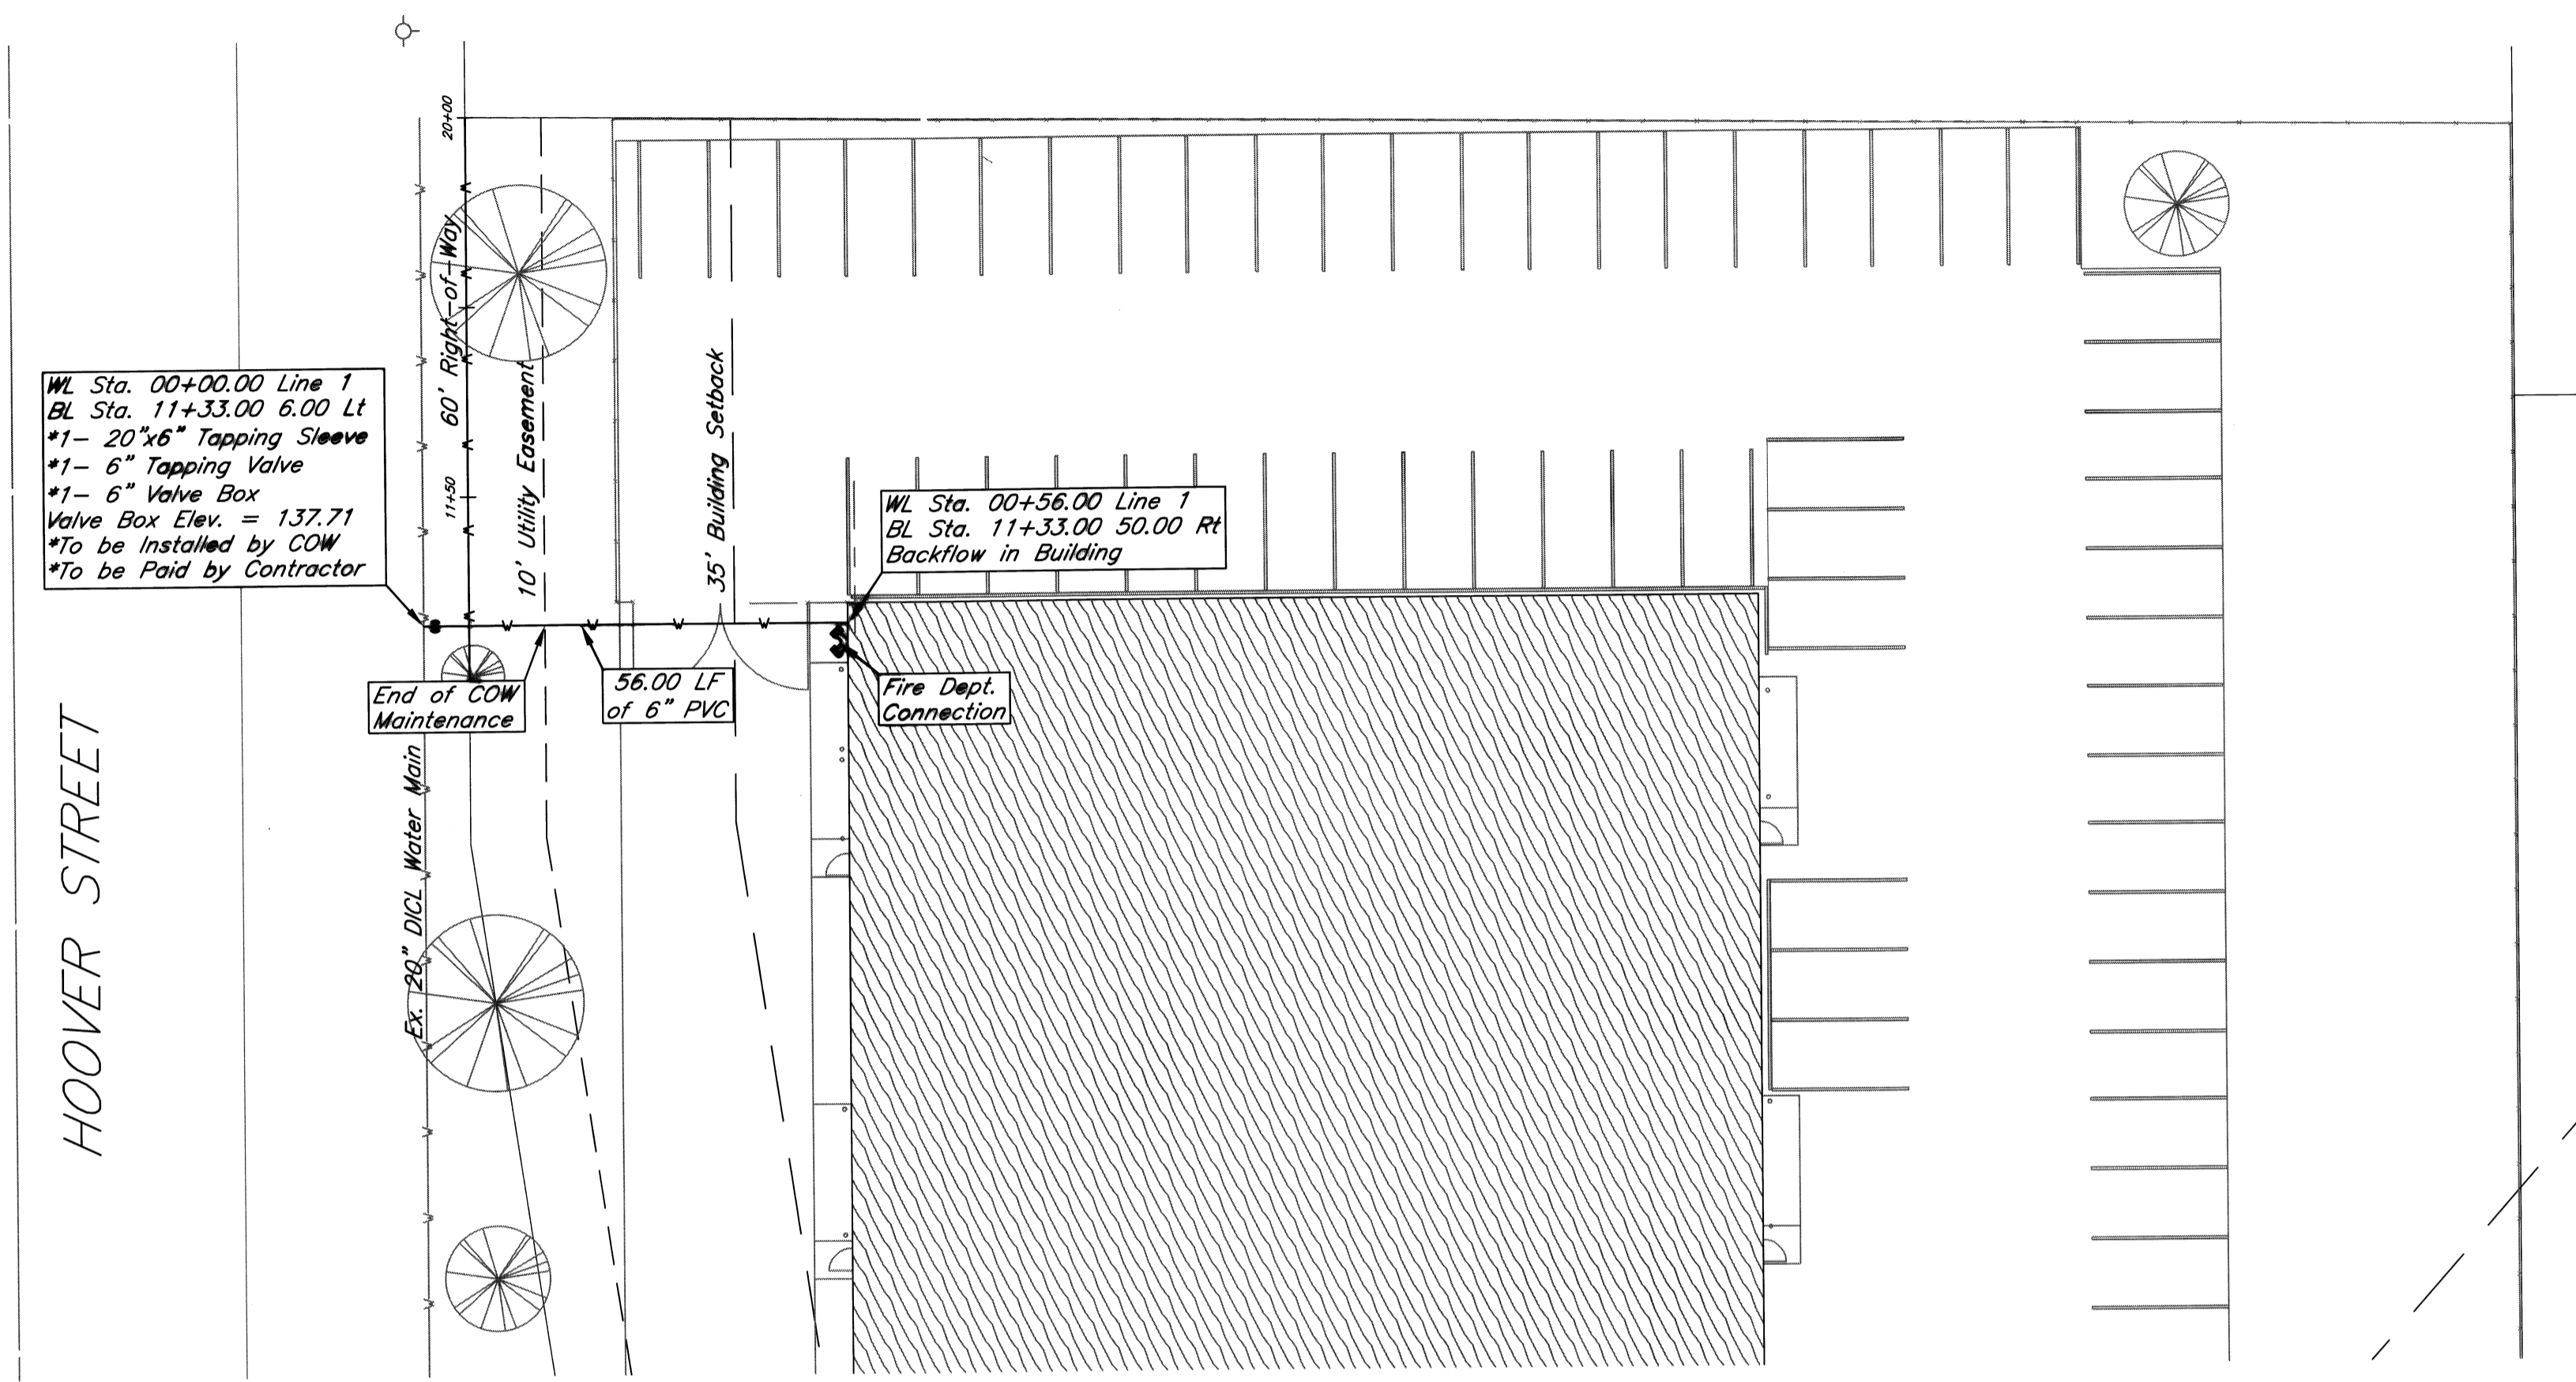 20+00
60' Right-of-Way
10' Utility Easement
35' Building Setback
11+50
WL Sta. 00+00.00 Line 1
BL Sta. 11+33.00 6.00 Lt
*1- 20"x6" Tapping Sleeve
*1- 6" Tapping Valve
*1- 6" Valve Box
Valve Box Elev. = 137.71
*To be Installed by COW
*To be Paid by Contractor
WL Sta. 00+56.00 Line 1
BL Sta. 11+33.00 50.00 Rt
Backflow in Building
End of COW
Maintenance
56.00 LF
of 6" PVC
Fire Dept.
Connection
Ex. 20" DICL Water Main
HOOVER STREET